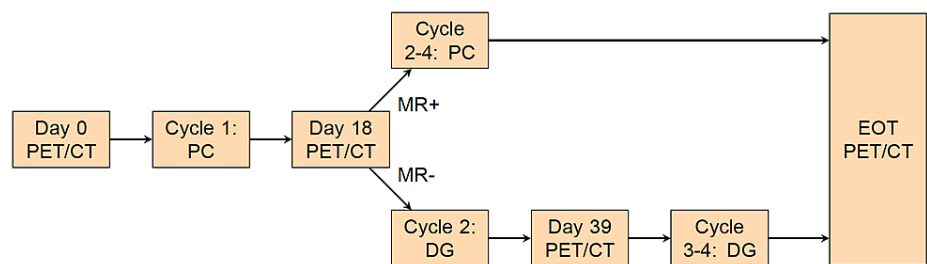 Cycle
2-4: PC
MR+
Day 0
PET/CT
Cycle 1:
PC
Day 18
PET/CT
EOT
PET/CT
MR-
Cycle 2:
DG
Day 39
PET/CT
Cycle
3-4: DG